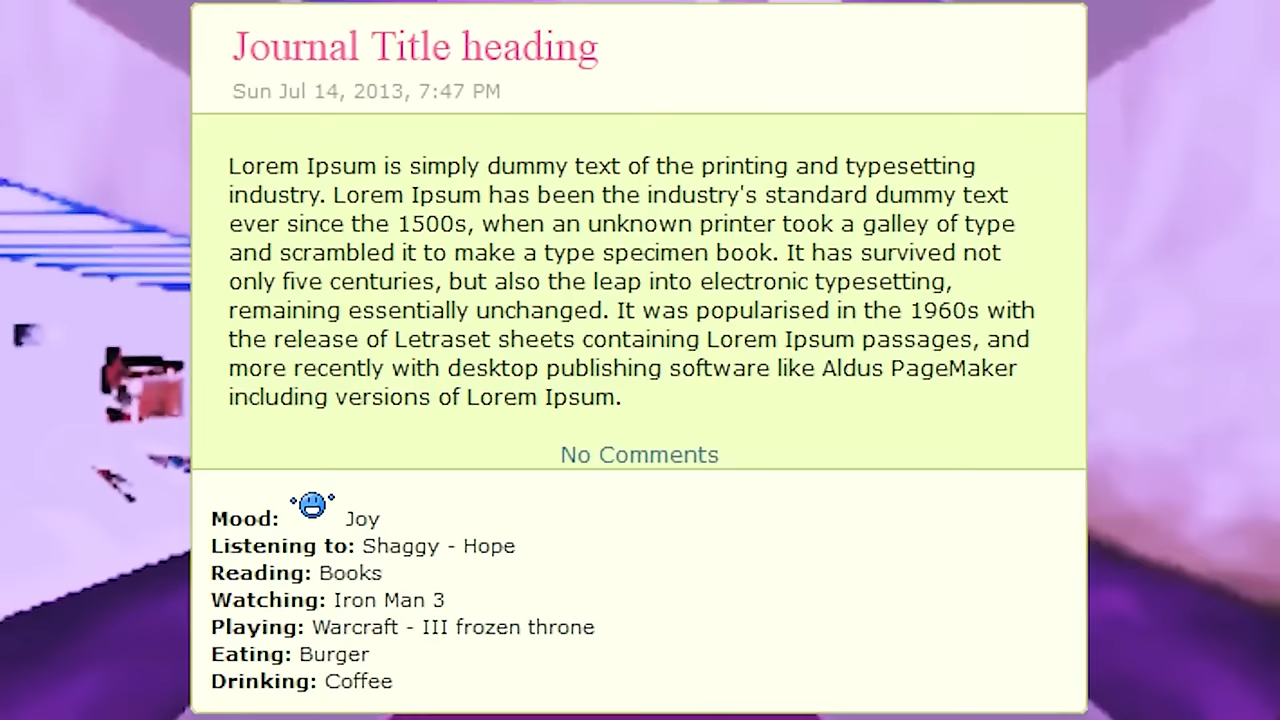 Journal Title heading
Sun Jul 14, 2013, 7:47 PM
Lorem Ipsum is simply dummy text of the printing and typesetting
industry. Lorem Ipsum has been the industry's standard dummy text
ever since the 1500s, when an unknown printer took a galley of type
and scrambled it to make a type specimen book. It has survived not
only five centuries, but also the leap into electronic typesetting,
remaining essentially unchanged. It was popularised in the 1960s with
the release of Letraset sheets containing Lorem Ipsum passages, and
more recently with desktop publishing software like Aldus PageMaker
including versions of Lorem Ipsum.
No Comments
Mood: Joy
Listening to: Shaggy - Hope
Reading: Books
Watching: Iron Man 3
Playing: Warcraft - III frozen throne
Eating: Burger
Drinking: Coffee